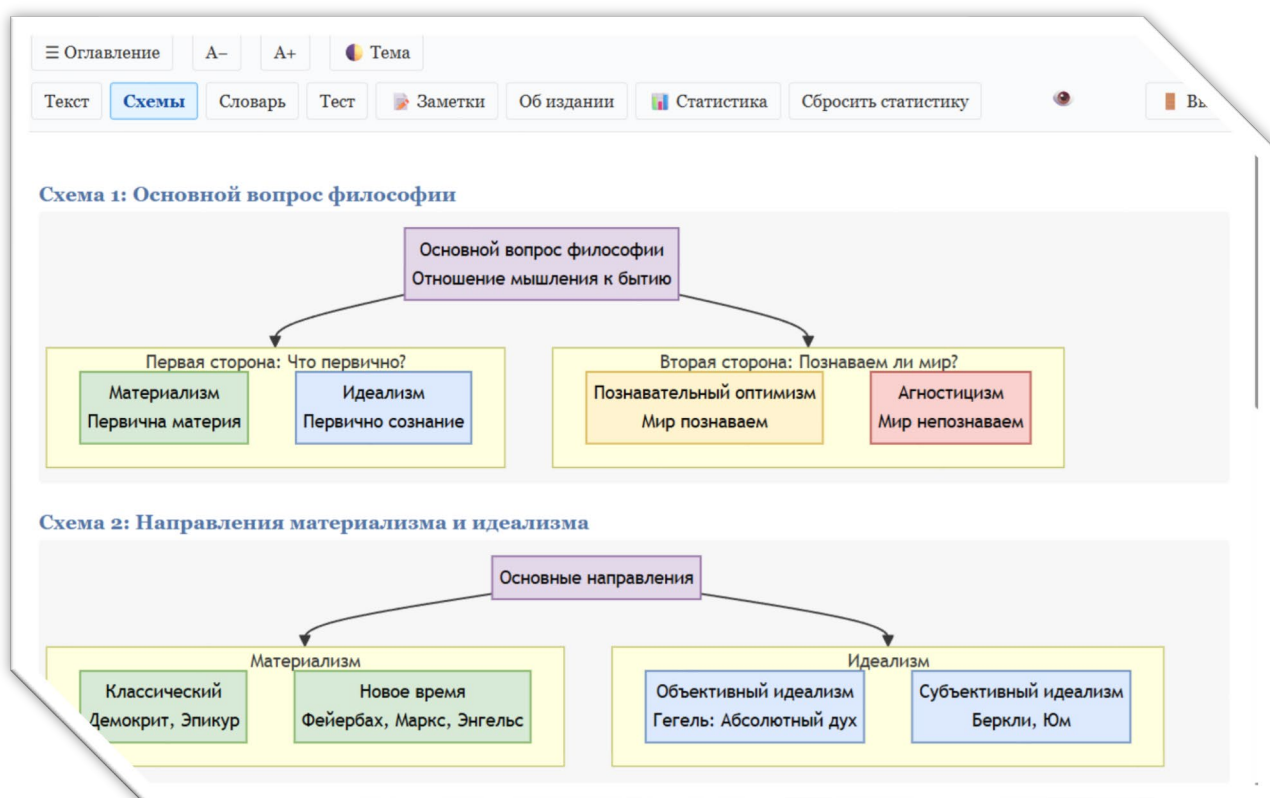 ☰ Оглавление A– A+ Тема
Текст Схемы Словарь Тест Заметки Об издании Статистика Сбросить статистику
Схема 1: Основной вопрос философии
Основной вопрос философии
Отношение мышления к бытию
Первая сторона: Что первично?
Материализм
Первична материя
Идеализм
Первично сознание
Вторая сторона: Познаваем ли мир?
Познавательный оптимизм
Мир познаваем
Агностицизм
Мир непознаваем
Схема 2: Направления материализма и идеализма
Основные направления
Материализм
Классический
Демокрит, Эпикур
Новое время
Фейербах, Маркс, Энгельс
Идеализм
Объективный идеализм
Гегель: Абсолютный дух
Субъективный идеализм
Беркли, Юм